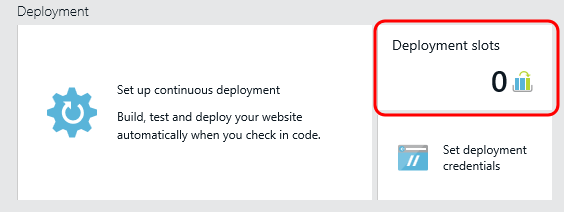 Deployment
Set up continuous deployment
Build, test and deploy your website
automatically when you check in code.
Deployment slots
0
Set deployment
credentials